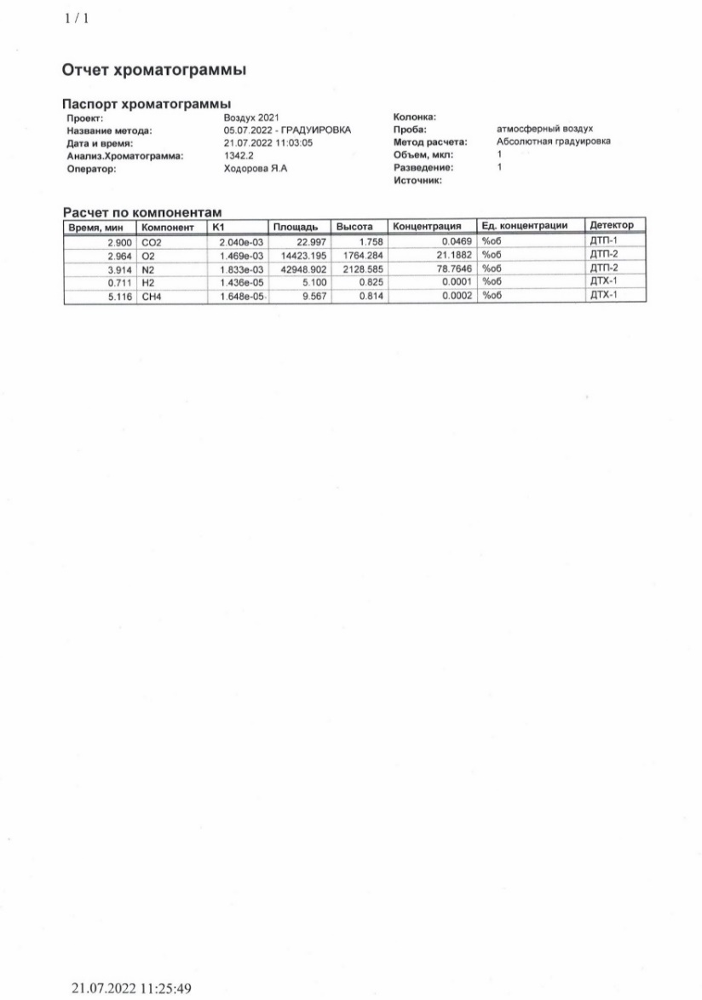 1 / 1
Отчет хроматограммы
Паспорт хроматограммы
Проект: Воздух 2021 Колонка:
Название метода: 05.07.2022 - ГРАДУИРОВКА Проба: атмосферный воздух
Дата и время: 21.07.2022 11:03:05 Метод расчета: Абсолютная градуировка
Анализ.Хроматограмма: 1342.2 Объем, мкл: 1
Оператор: Ходорова Я.А Разведение: 1
Источник:
Расчет по компонентам
Время, мин Компонент К1 Площадь Высота Концентрация Ед. концентрации Детектор
2.900 CO2 2.040e-03 22.997 1.758 0.0469 %об ДТП-1
2.964 O2 1.469e-03 14423.195 1764.284 21.1882 %об ДТП-2
3.914 N2 1.833e-03 42948.902 2128.585 78.7646 %об ДТП-2
0.711 H2 1.436e-05 5.100 0.825 0.0001 %об ДТХ-1
5.116 CH4 1.648e-05 9.567 0.814 0.0002 %об ДТХ-1
21.07.2022 11:25:49